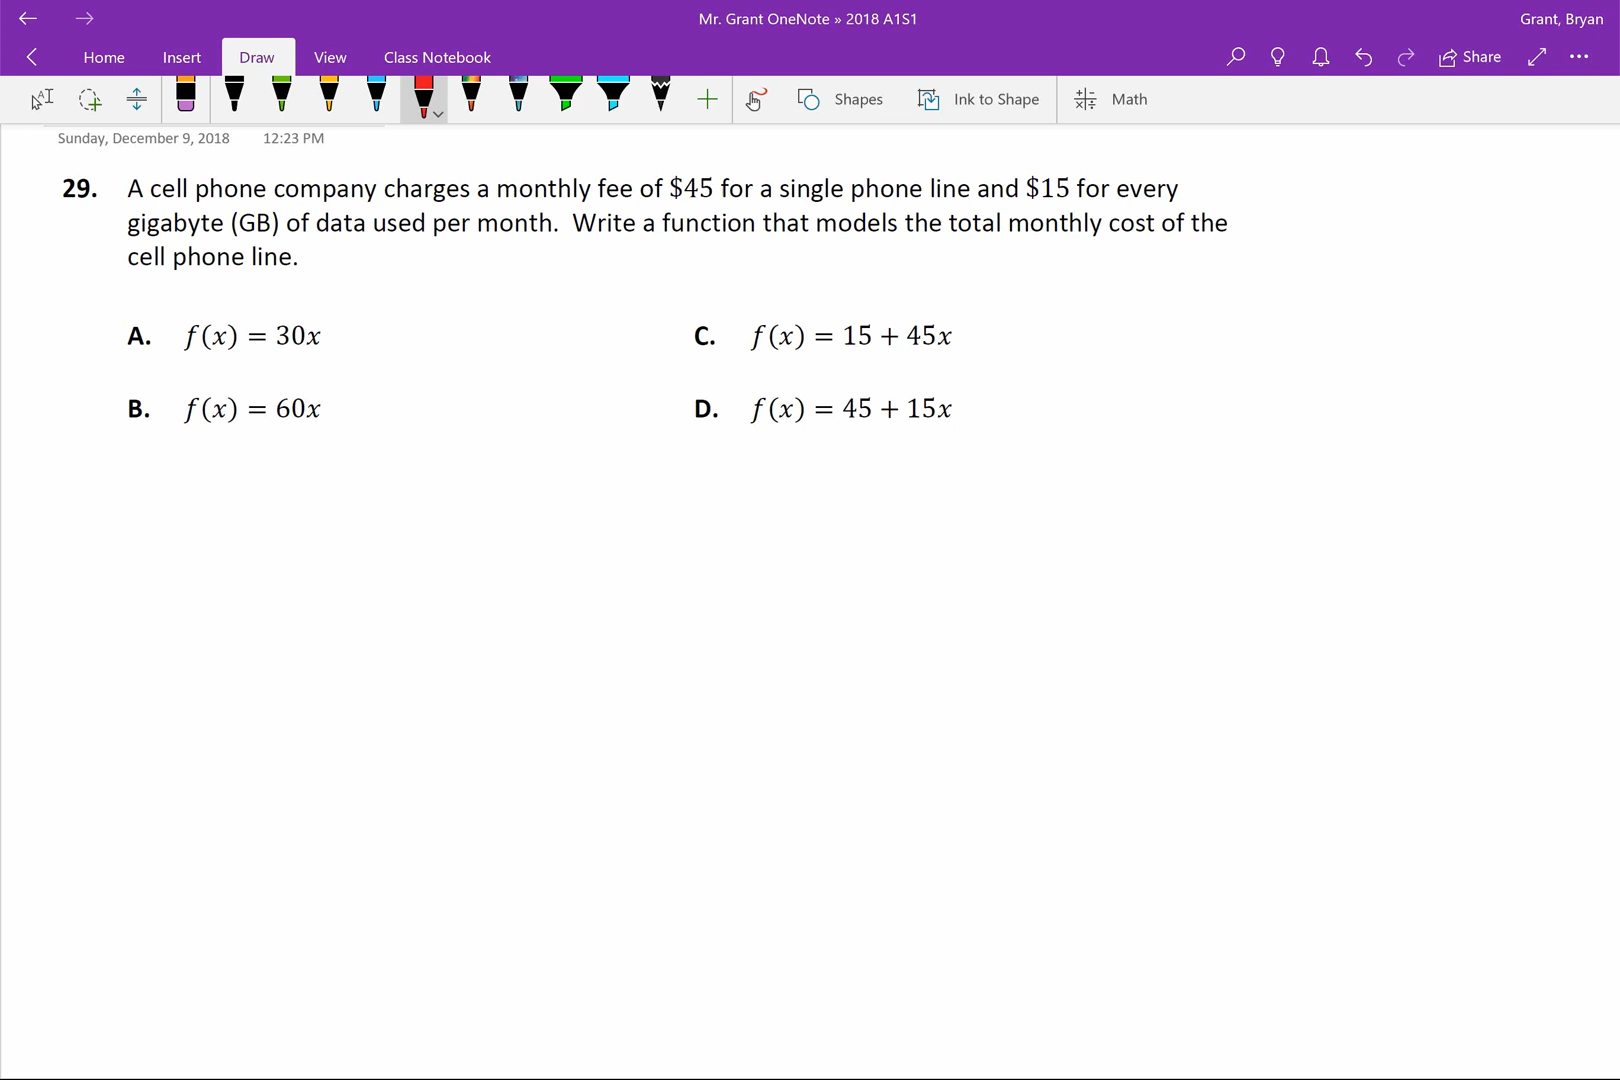 Mr. Grant OneNote » 2018 A1S1
Grant, Bryan
Home Insert Draw View Class Notebook Share
Shapes Ink to Shape Math
Sunday, December 9, 2018 12:23 PM
29. A cell phone company charges a monthly fee of $45 for a single phone line and $15 for every
gigabyte (GB) of data used per month. Write a function that models the total monthly cost of the
cell phone line.
A. f(x) = 30x
C. f(x) = 15 + 45x
B. f(x) = 60x
D. f(x) = 45 + 15x